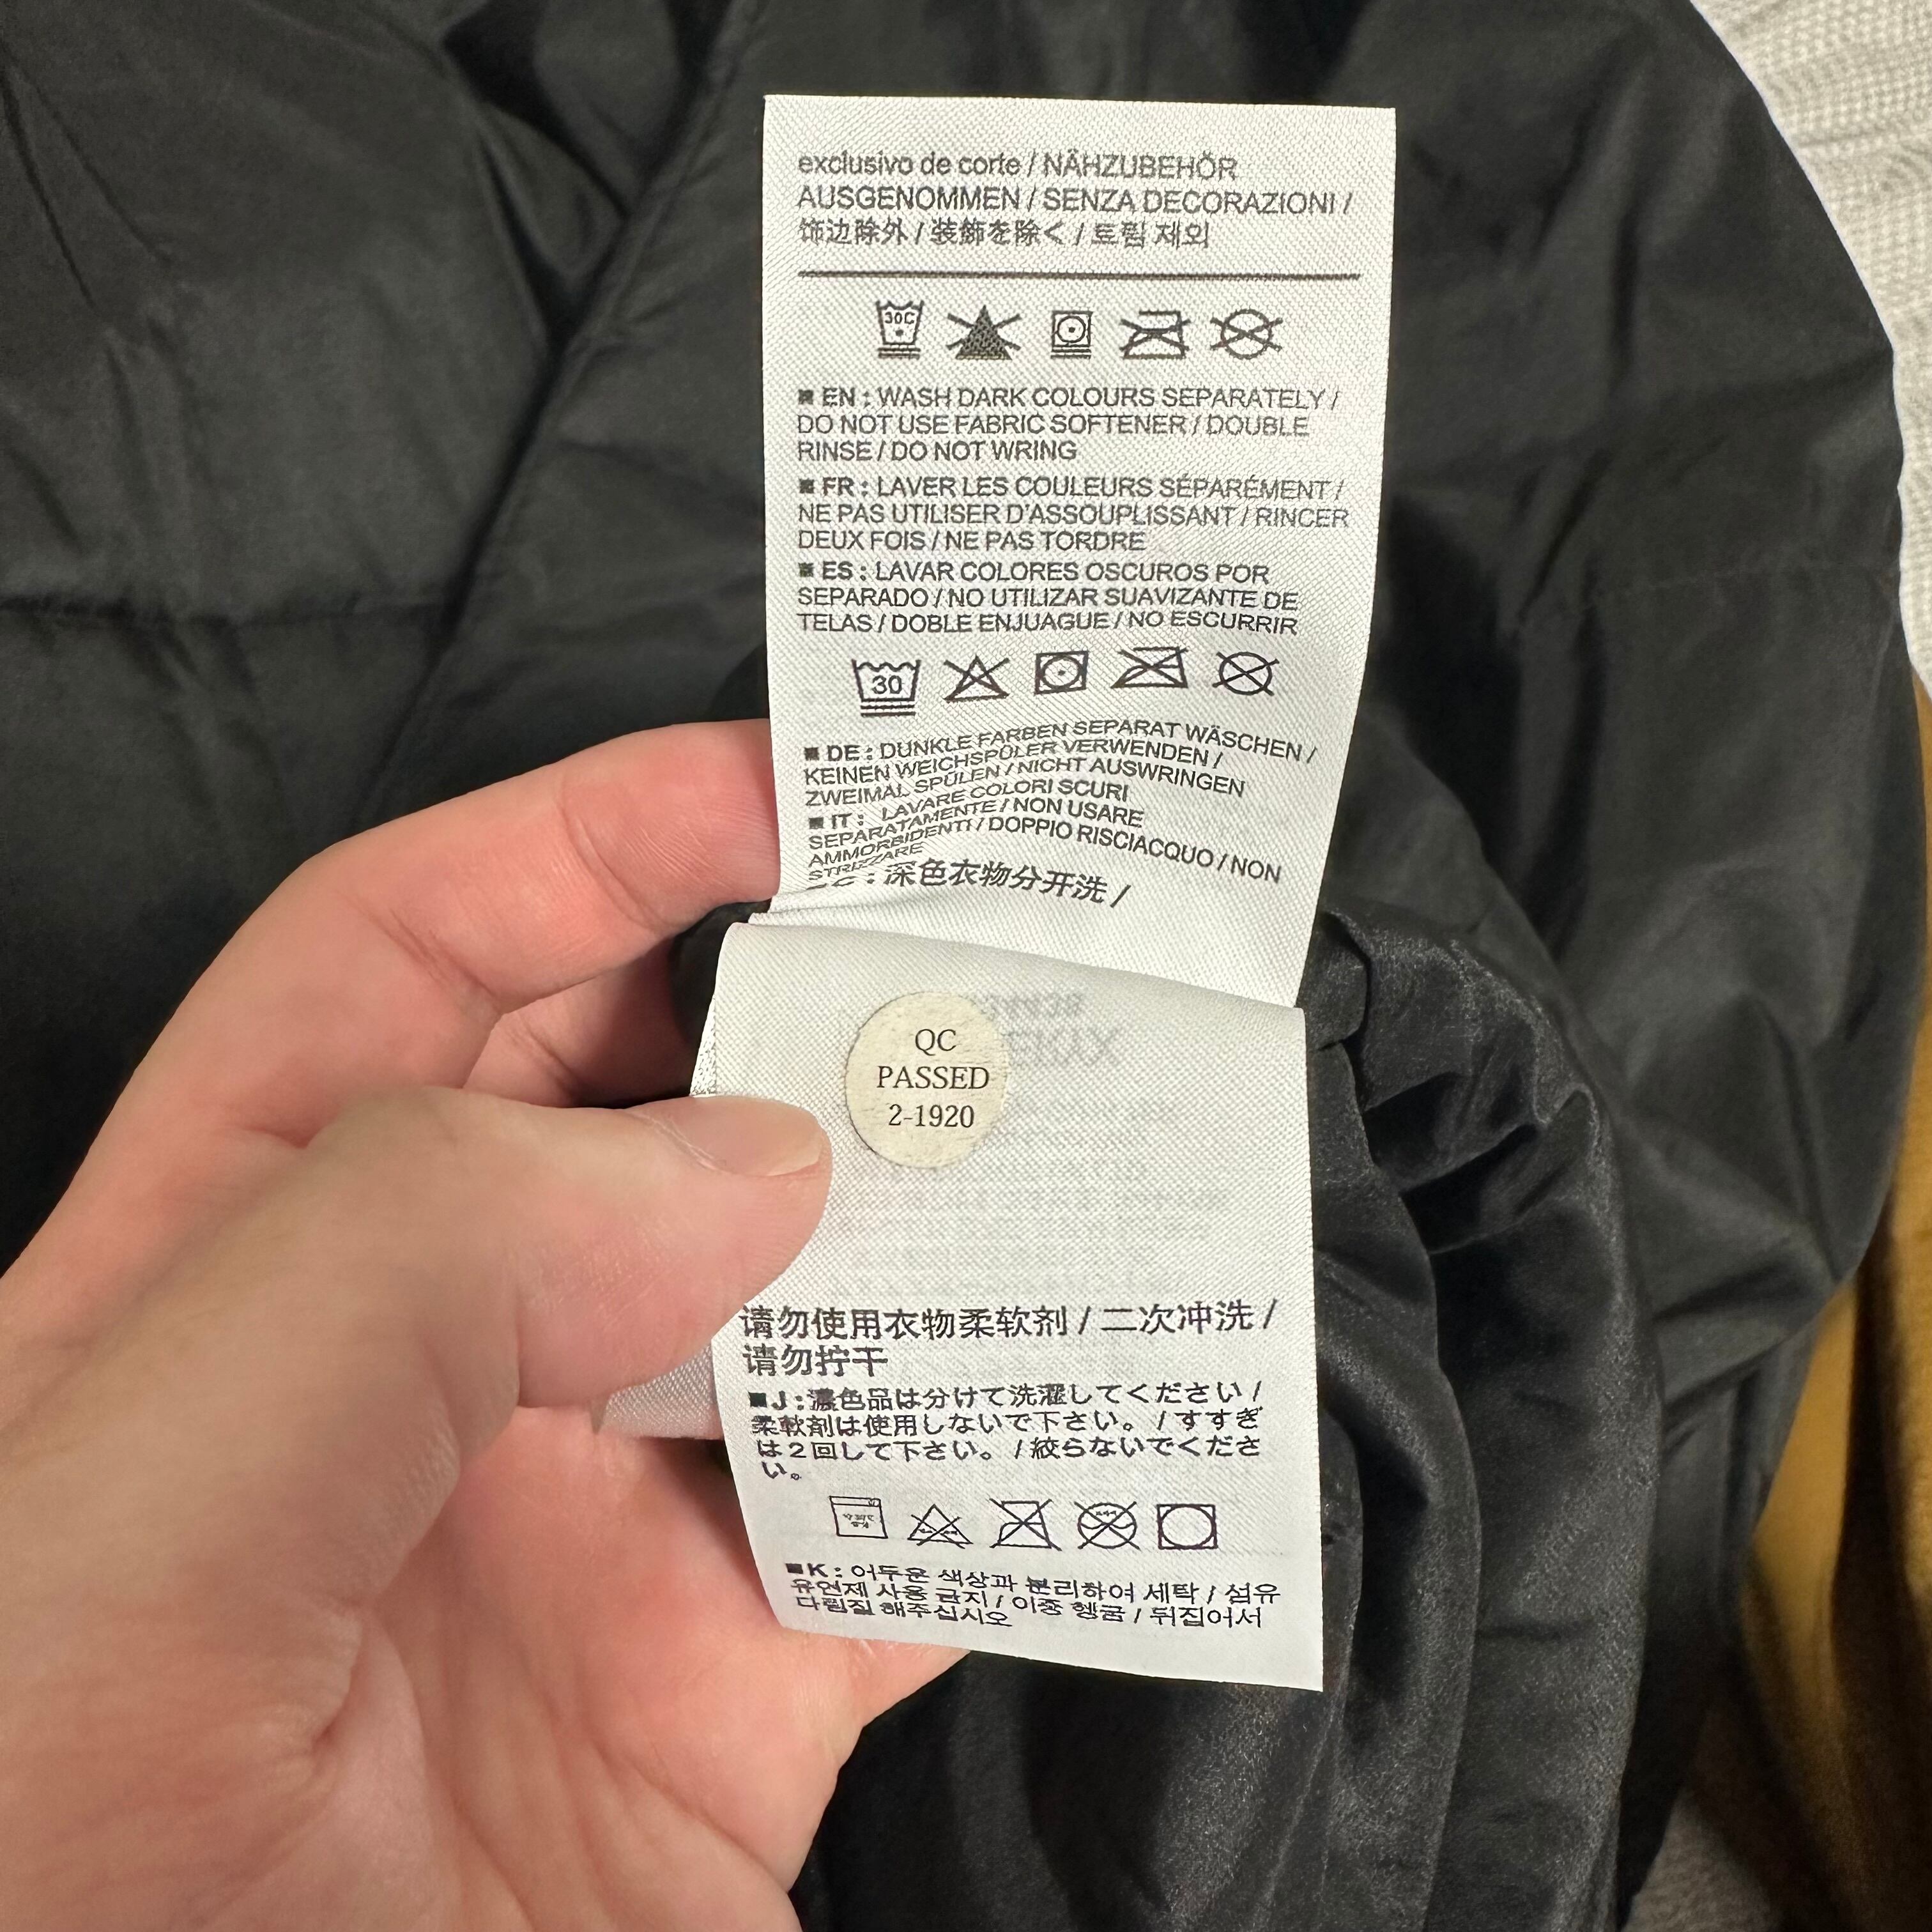 exclusivo de corte / NÄHZUBEHÖR
AUSGENOMMEN / SENZA DECORAZIONI /
饰边除外 / 装飾を除く / 트림 제외
30C
■ EN : WASH DARK COLOURS SEPARATELY /
DO NOT USE FABRIC SOFTENER / DOUBLE
RINSE / DO NOT WRING
■ FR : LAVER LES COULEURS SÉPARÉMENT /
NE PAS UTILISER D'ASSOUPLISSANT / RINCER
DEUX FOIS / NE PAS TORDRE
■ ES : LAVAR COLORES OSCUROS POR
SEPARADO / NO UTILIZAR SUAVIZANTE DE
TELAS / DOBLE ENJUAGUE / NO ESCURRIR
30
■ DE : DUNKLE FARBEN SEPARAT WÄSCHEN /
KEINEN WEICHSPÖLER VERWENDEN /
ZWEIMAL SPÜLEN / NICHT AUSWRINGEN
■ IT : LAVARE COLORI SCURI
SEPARATAMENTE / NON USARE
AMMORBIDENTI / DOPPIO RISCIACQUO / NON
STRIZZARE
: 深色衣物分开洗 /
QC
PASSED
2-1920
请勿使用衣物柔软剂 / 二次冲洗 /
请勿拧干
■J : 濃色品は分けて洗濯してください /
柔軟剤は使用しないで下さい。 / すすぎ
は2回して下さい。 / 絞らないでくださ
い。
■K : 어두운 색상과 분리하여 세탁 / 섬유
유연제 사용 금지 / 이중 헹굼 / 뒤집어서
다림질 해주십시오